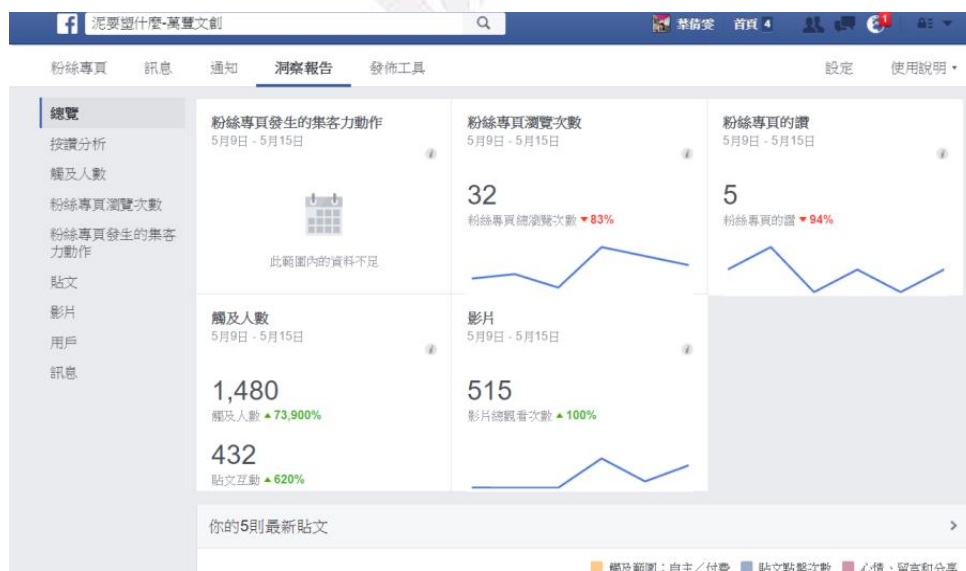 泥要塑什麼-萬豐文創
葉蒨雯 首頁 4
1
粉絲專頁 訊息 通知 洞察報告 發佈工具 設定 使用說明
總覽
按讚分析
觸及人數
粉絲專頁瀏覽次數
粉絲專頁發生的集客
力動作
貼文
影片
用戶
訊息
粉絲專頁發生的集客力動作
5月9日 - 5月15日
此範圍內的資料不足
粉絲專頁瀏覽次數
5月9日 - 5月15日
32
粉絲專頁總瀏覽次數 ▼83%
粉絲專頁的讚
5月9日 - 5月15日
5
粉絲專頁的讚 ▼94%
觸及人數
5月9日 - 5月15日
1,480
觸及人數 ▲73,900%
432
貼文互動 ▲620%
影片
5月9日 - 5月15日
515
影片總觀看次數 ▲100%
你的5則最新貼文
觸及範圍：自主／付費 貼文點擊次數 心情、留言和分享